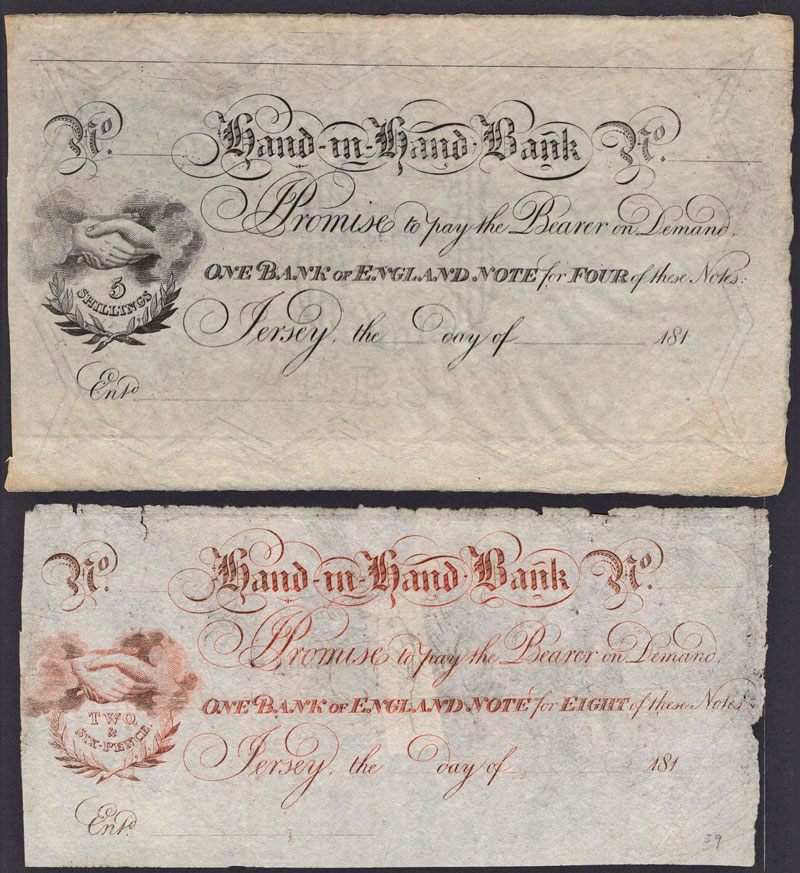 No. Hand-in-Hand Bank No.
I Promise to pay the Bearer on Demand,
ONE BANK OF ENGLAND NOTE for FOUR of these Notes:
5
SHILLINGS
Jersey, the day of 181
Entd.
No. Hand-in-Hand Bank No.
I Promise to pay the Bearer on Demand,
ONE BANK OF ENGLAND NOTE for EIGHT of these Notes
TWO
&
SIX-PENCE
Jersey, the day of 181
Entd.
39